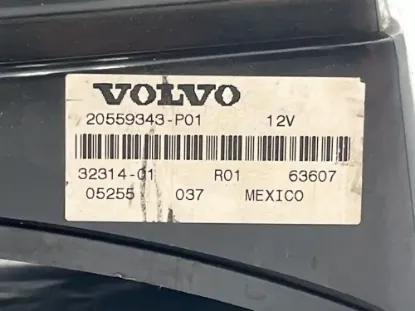 VOLVO
20559343-P01 12V
32314-01 R01 63607
05255 037 MEXICO